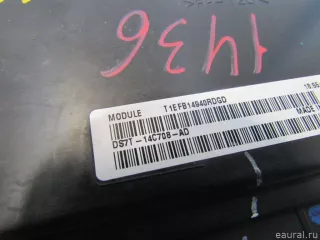 1436
MODULE T1EFB14940RDGD
DS7T-14C708-AD
MADE
eaural.ru